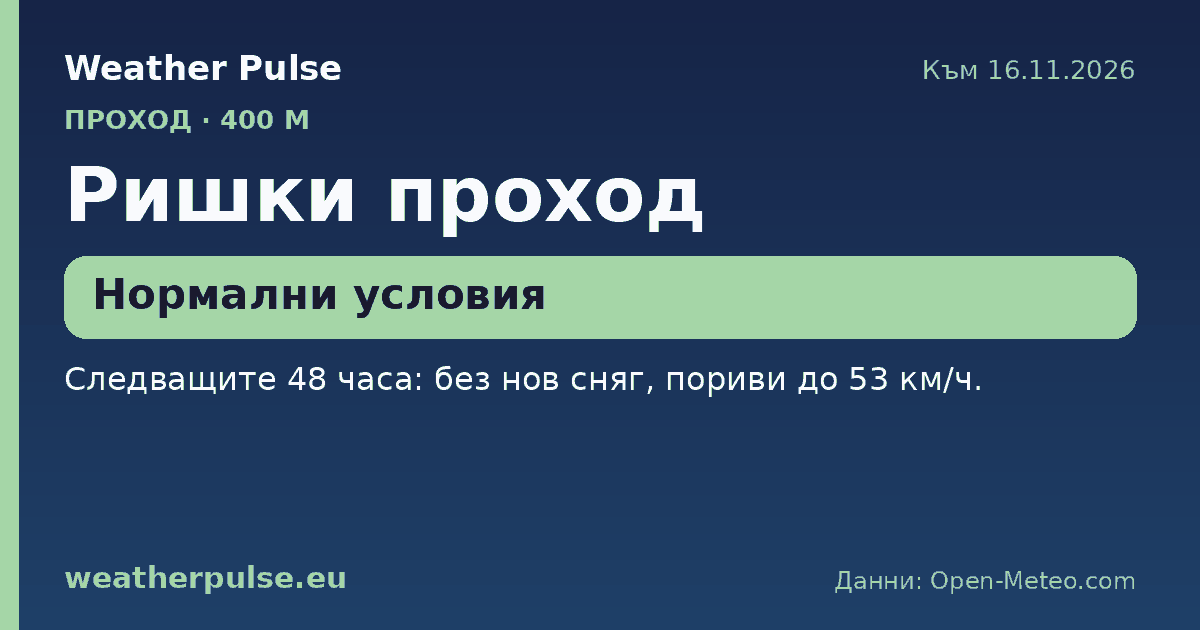 Weather Pulse
Към 16.11.2026
ПРОХОД · 400 М
Ришки проход
Нормални условия
Следващите 48 часа: без нов сняг, пориви до 53 км/ч.
weatherpulse.eu
Данни: Open-Meteo.com